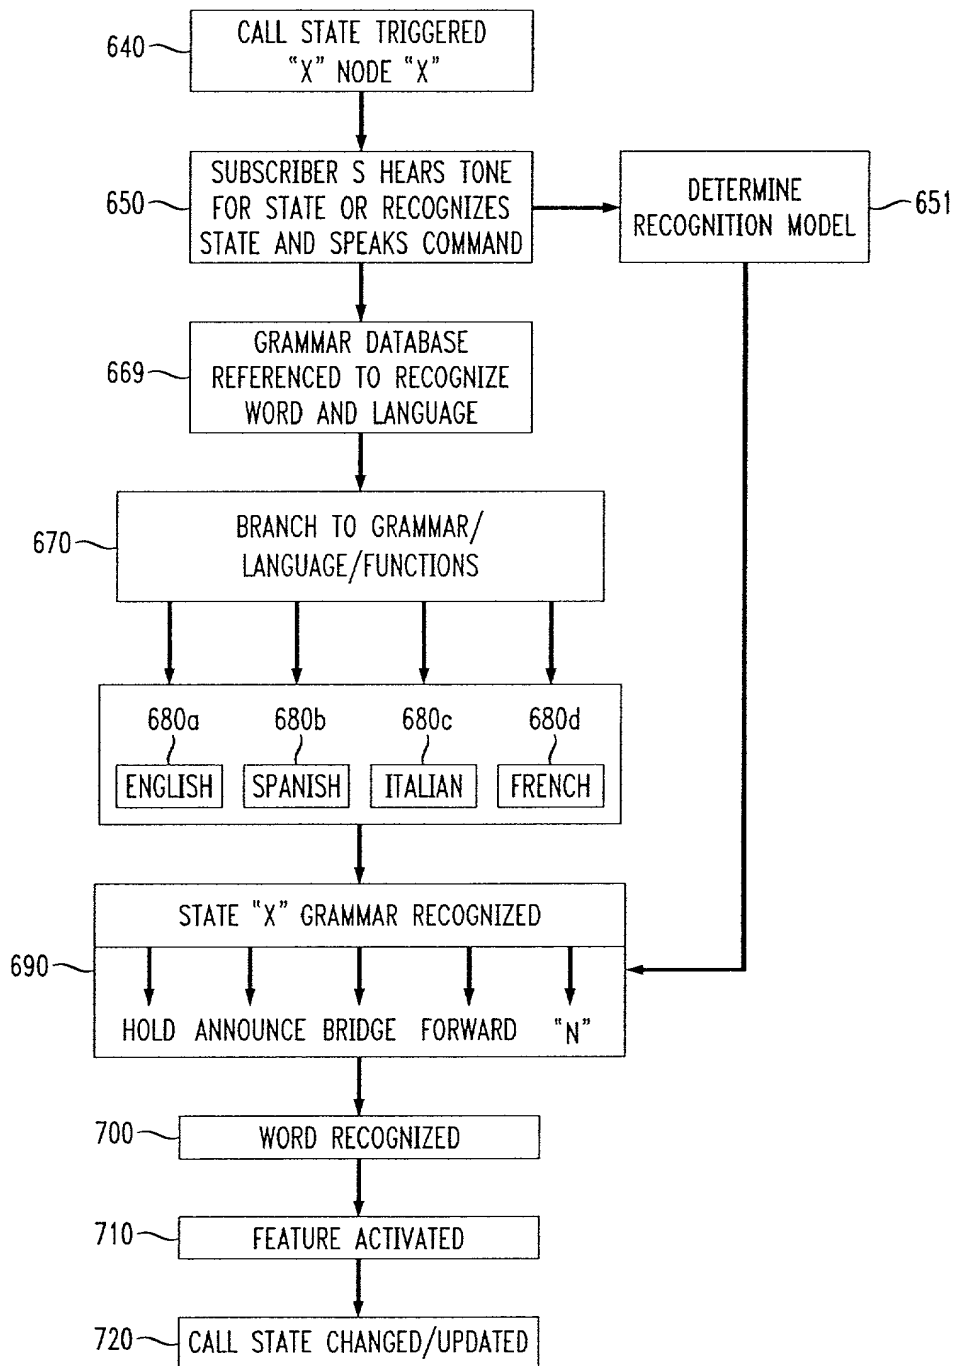 640
CALL STATE TRIGGERED
"X" NODE "X"
650
SUBSCRIBER S HEARS TONE
FOR STATE OR RECOGNIZES
STATE AND SPEAKS COMMAND
DETERMINE
RECOGNITION MODEL
651
669
GRAMMAR DATABASE
REFERENCED TO RECOGNIZE
WORD AND LANGUAGE
670
BRANCH TO GRAMMAR/
LANGUAGE/FUNCTIONS
680a 680b 680c 680d
ENGLISH SPANISH ITALIAN FRENCH
STATE "X" GRAMMAR RECOGNIZED
690
HOLD ANNOUNCE BRIDGE FORWARD "N"
700
WORD RECOGNIZED
710
FEATURE ACTIVATED
720
CALL STATE CHANGED/UPDATED